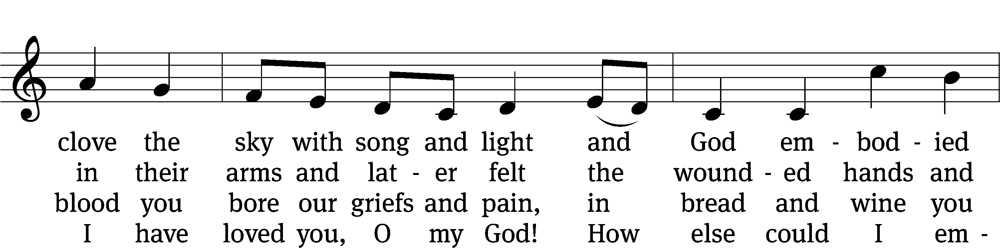 clove the sky with song and light and God em - bod - ied
in their arms and lat - er felt the wound - ed hands and
blood you bore our griefs and pain, in bread and wine you
I have loved you, O my God! How else could I em -